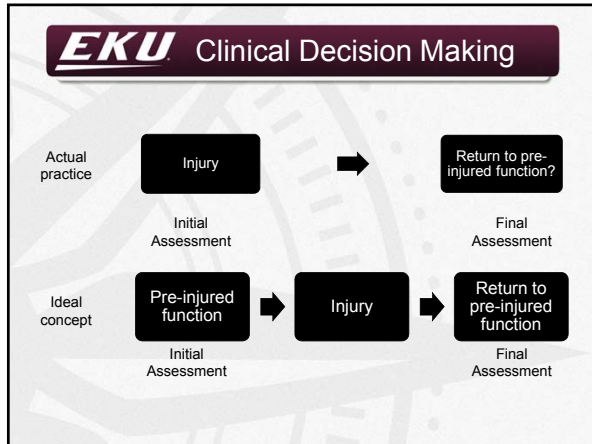 EKU Clinical Decision Making
Actual
practice
Injury
Return to pre-
injured function?
Initial
Assessment
Final
Assessment
Ideal
concept
Pre-injured
function
Injury
Return to
pre-injured
function
Initial
Assessment
Final
Assessment